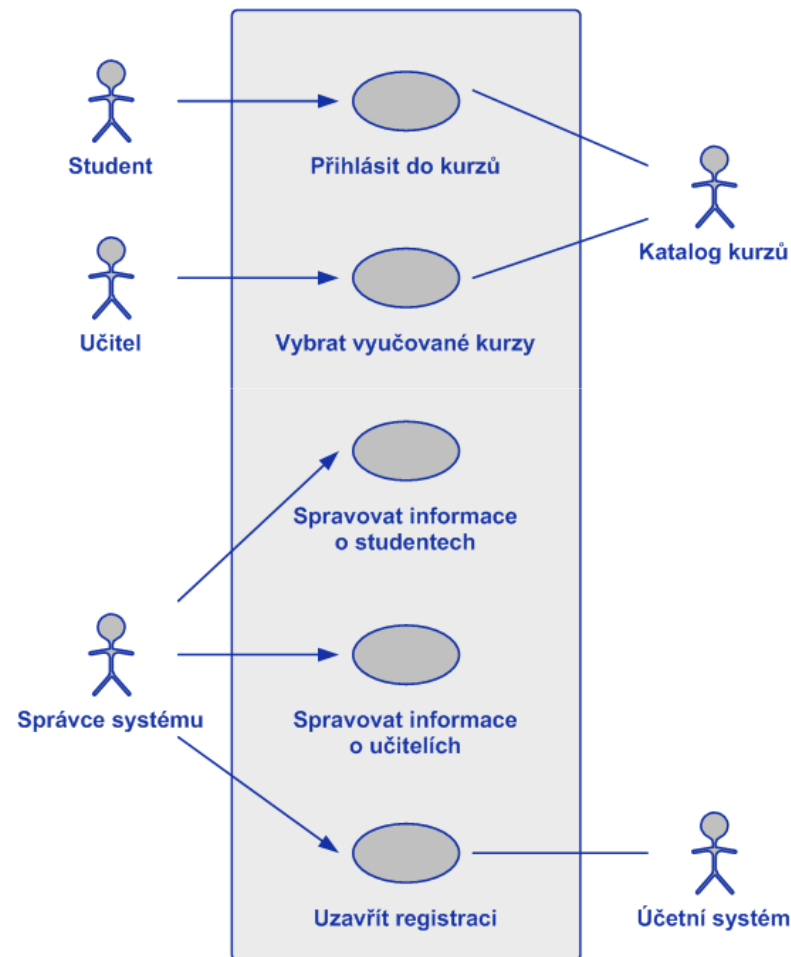 Student
Přihlásit do kurzů
Katalog kurzů
Učitel
Vybrat vyučované kurzy
Spravovat informace
o studentech
Správce systému
Spravovat informace
o učitelích
Uzavřít registraci
Účetní systém